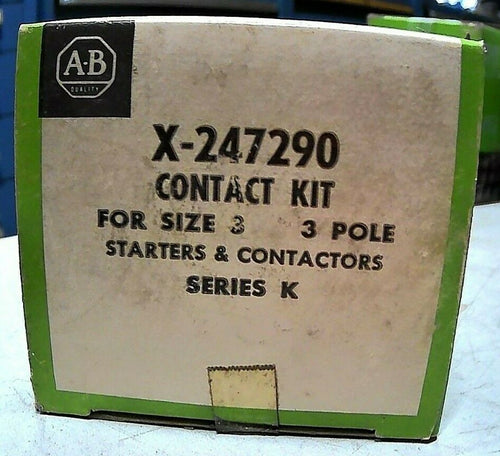 A-B
QUALITY
X-247290
CONTACT KIT
FOR SIZE 3 3 POLE
STARTERS & CONTACTORS
SERIES K